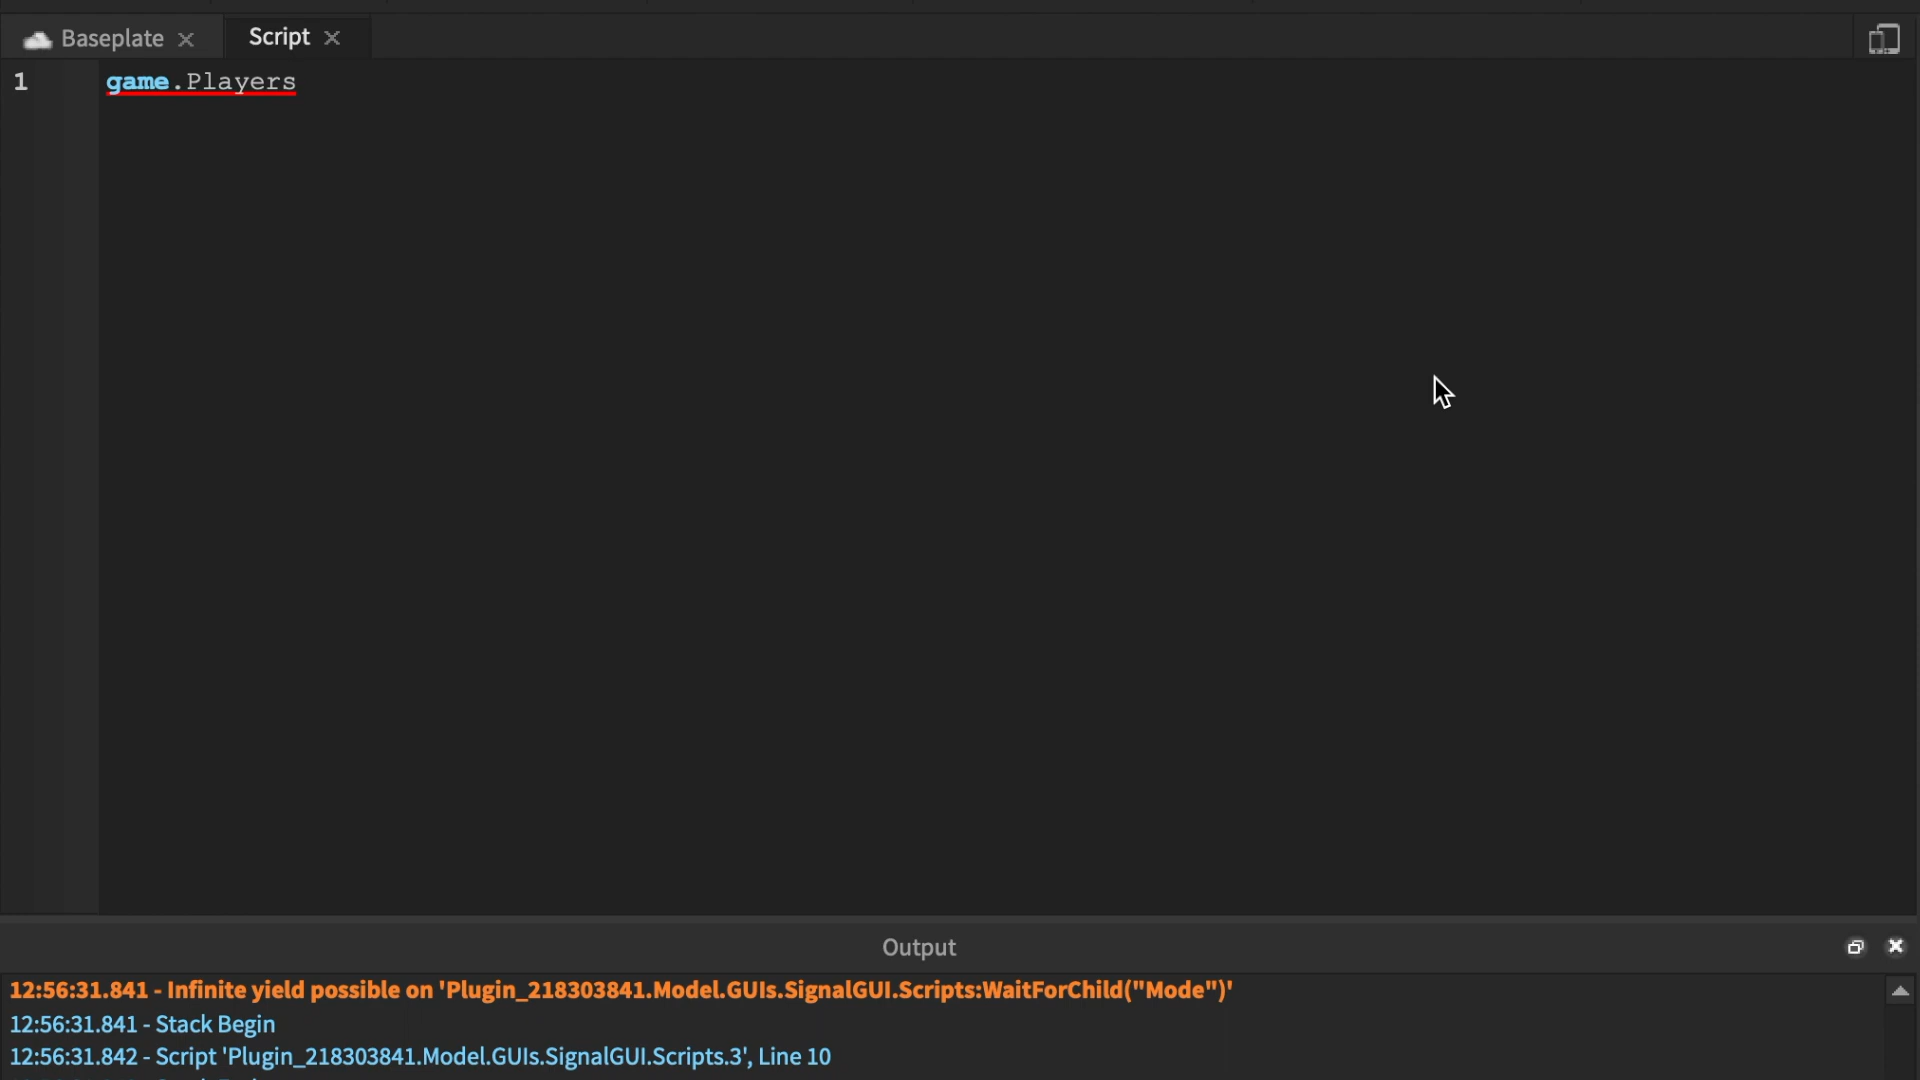 Baseplate
Script
1 game.Players
Output
12:56:31.841 - Infinite yield possible on 'Plugin_218303841.Model.GUIs.SignalGUI.Scripts:WaitForChild("Mode")'
12:56:31.841 - Stack Begin
12:56:31.842 - Script 'Plugin_218303841.Model.GUIs.SignalGUI.Scripts.3', Line 10